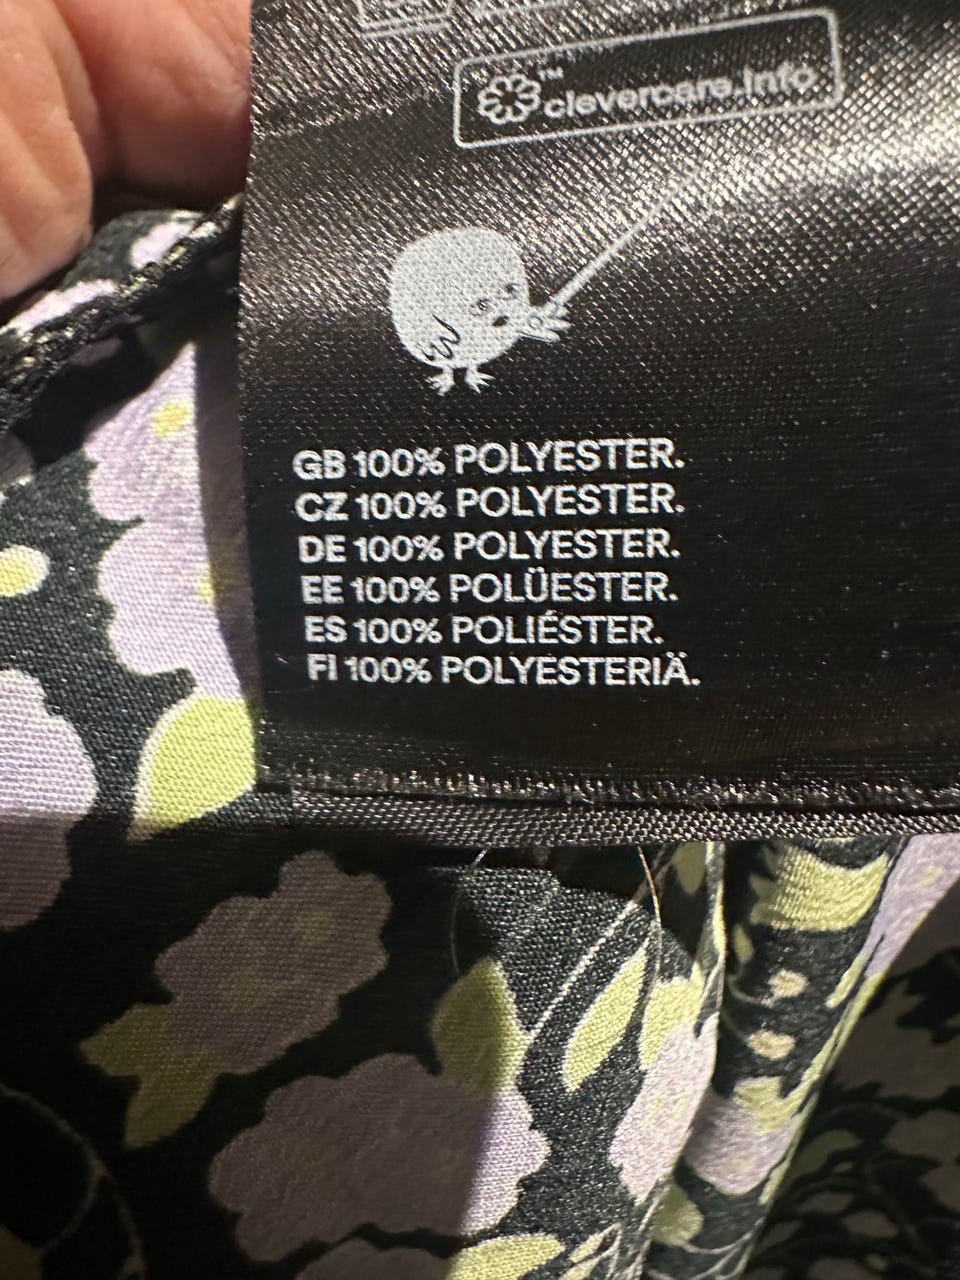 ™clevercare.info
GB 100% POLYESTER.
CZ 100% POLYESTER.
DE 100% POLYESTER.
EE 100% POLÜESTER.
ES 100% POLIÉSTER.
FI 100% POLYESTERIÄ.